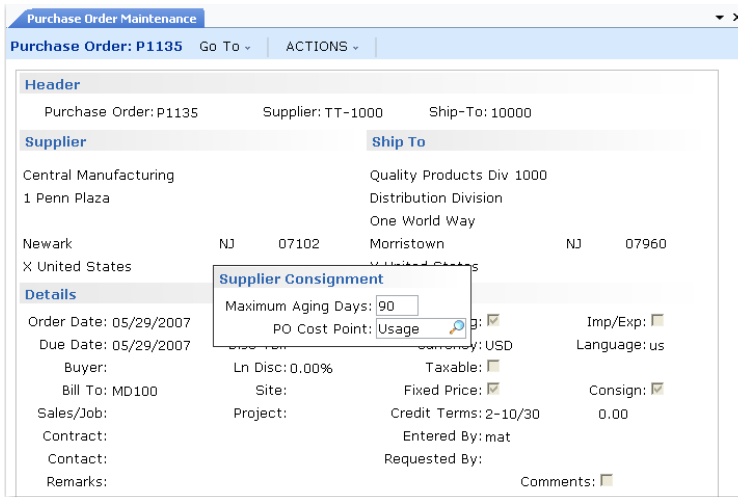 Purchase Order Maintenance
Purchase Order: P1135 Go To ACTIONS
Header
Purchase Order: P1135 Supplier: TT-1000 Ship-To: 10000
Supplier Ship To
Central Manufacturing Quality Products Div 1000
1 Penn Plaza Distribution Division
One World Way
Newark NJ 07102 Morristown NJ 07960
X United States
Supplier Consignment
Maximum Aging Days: 90
PO Cost Point: Usage
Details
Order Date: 05/29/2007 Imp/Exp:
Due Date: 05/29/2007 USD Language: us
Buyer: Ln Disc: 0.00% Taxable:
Bill To: MD100 Site: Fixed Price: Consign:
Sales/Job: Project: Credit Terms: 2-10/30 0.00
Contract: Entered By: mat
Contact: Requested By:
Remarks: Comments: